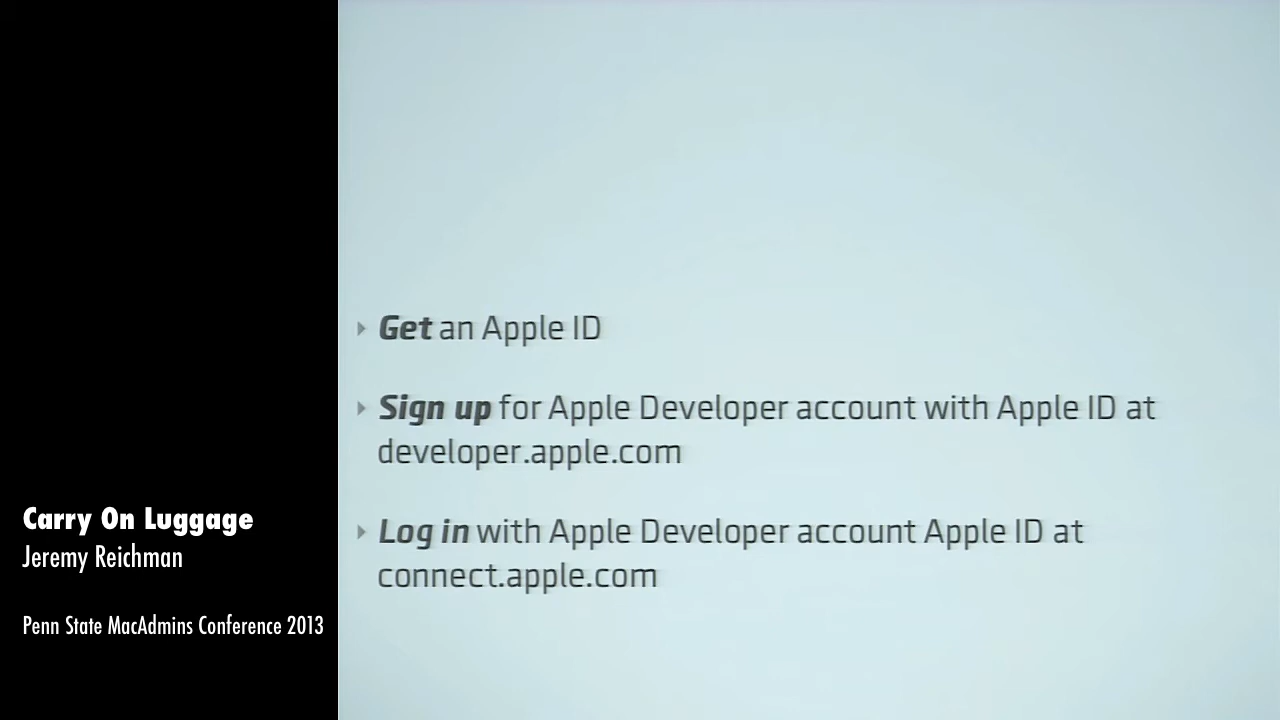 Get an Apple ID
Sign up for Apple Developer account with Apple ID at
developer.apple.com
Log in with Apple Developer account Apple ID at
connect.apple.com
Carry On Luggage
Jeremy Reichman
Penn State MacAdmins Conference 2013